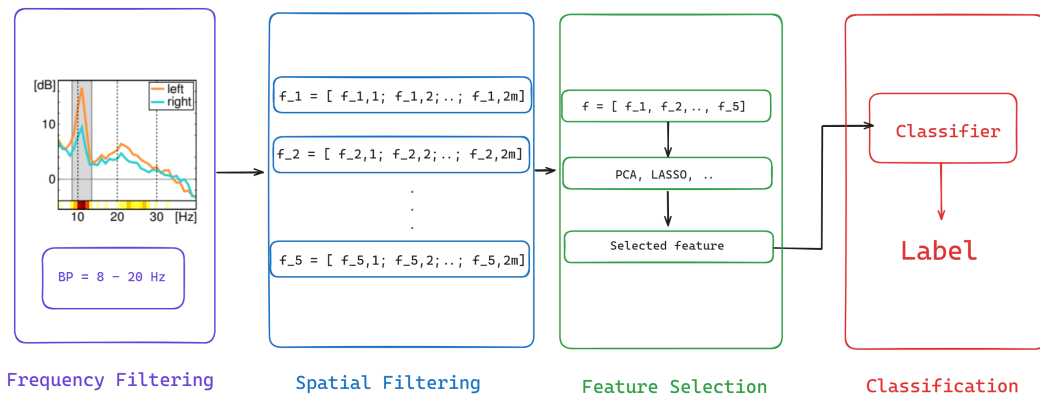 [dB]
left
right
10
0
10
20
30
[Hz]
BP = 8 - 20 Hz
Frequency Filtering
f_1 = [ f_1,1; f_1,2;..; f_1,2m]
f_2 = [ f_2,1; f_2,2;..; f_2,2m]
.
.
.
f_5 = [ f_5,1; f_5,2;..; f_5,2m]
Spatial Filtering
f = [ f_1, f_2,.., f_5]
PCA, LASSO, ..
Selected feature
Feature Selection
Classifier
Label
Classification